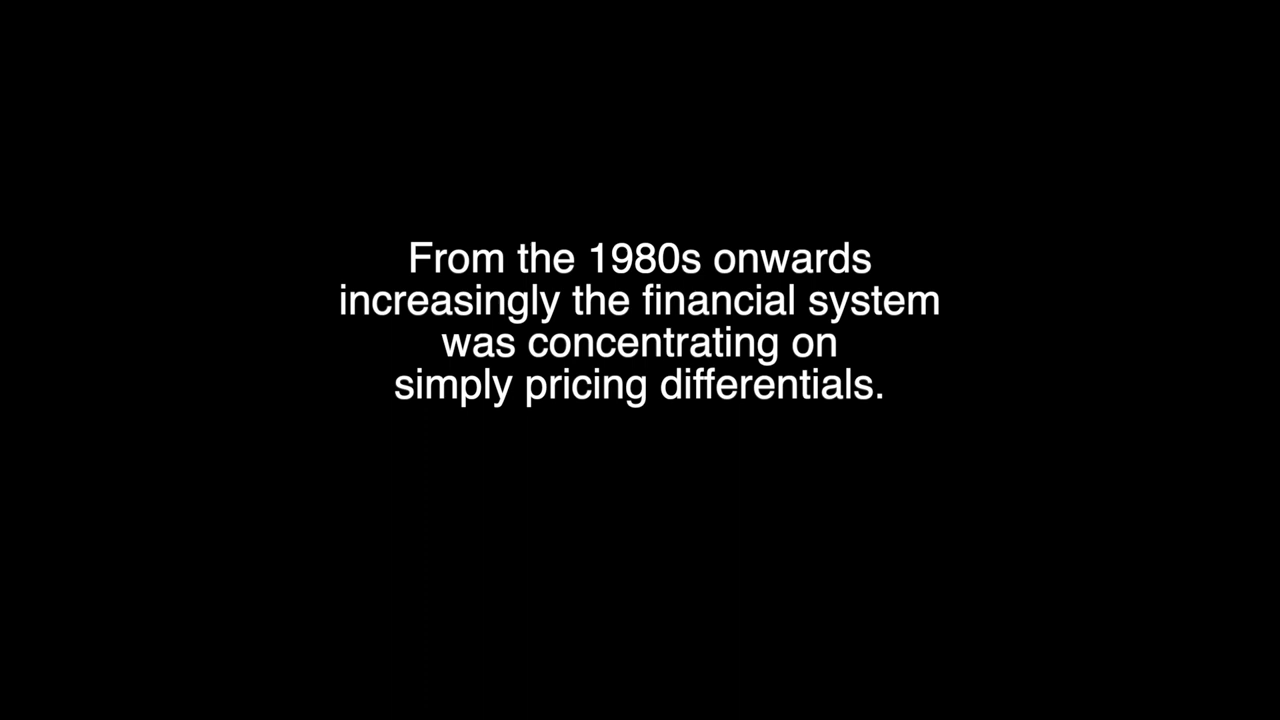 From the 1980s onwards
increasingly the financial system
was concentrating on
simply pricing differentials.